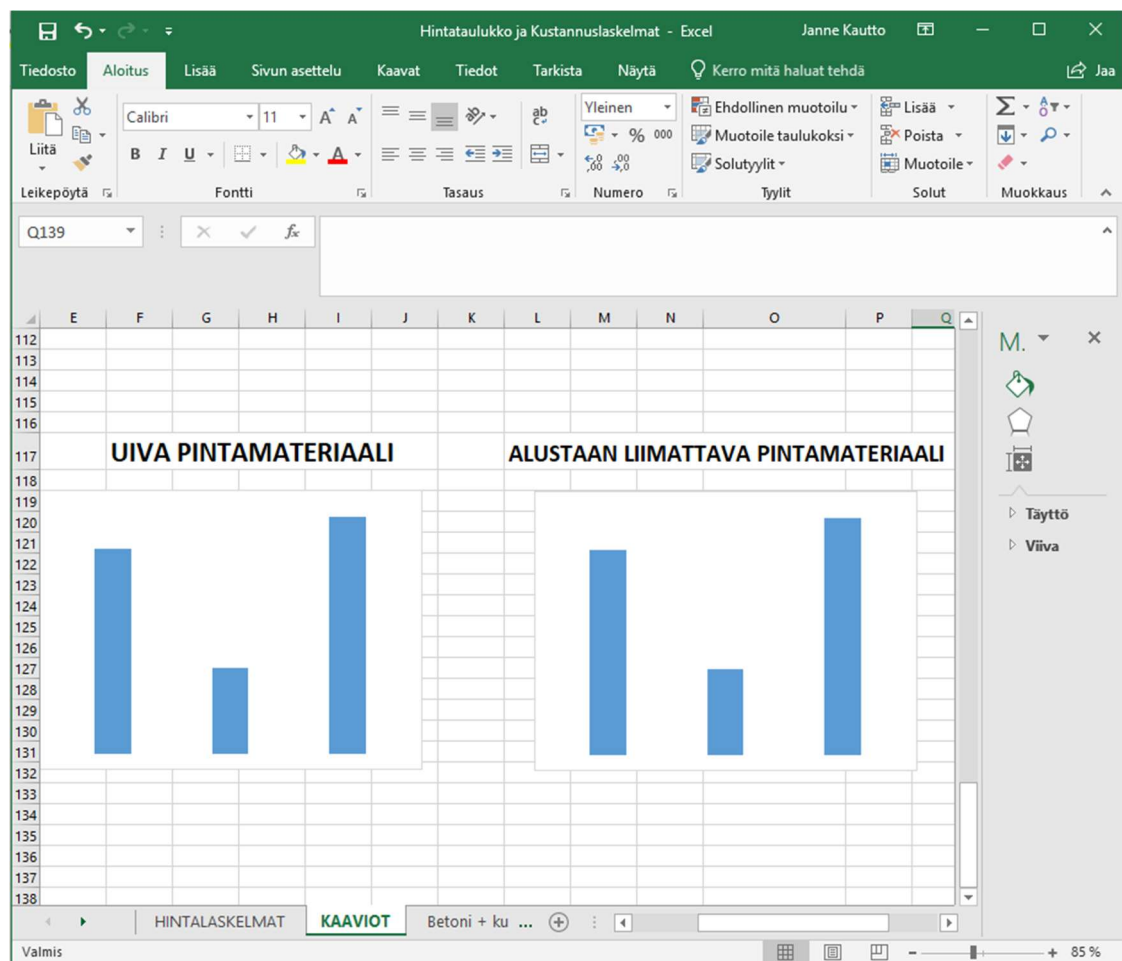 Hintataulukko ja Kustannuslaskelmat - Excel
Janne Kautto
Tiedosto Aloitus Lisää Sivun asettelu Kaavat Tiedot Tarkista Näytä Kerro mitä haluat tehdä Jaa
Liitä
Calibri 11 A A
B I U A
ab
Yleinen
% 000
Ehdollinen muotoilu
Muotoile taulukoksi
Solutyylit
Lisää
Poista
Muotoile
Leikepöytä Fontti Tasaus Numero Tyylit Solut Muokkaus
Q139 fx
E F G H I J K L M N O P Q
112
113
114
115
116
117 UIVA PINTAMATERIAALI ALUSTAAN LIIMATTAVA PINTAMATERIAALI
118
119
120
121
122
123
124
125
126
127
128
129
130
131
132
133
134
135
136
137
138
M.
Täyttö
Viiva
HINTALASKELMAT KAAVIOT Betoni + ku ...
Valmis 85 %